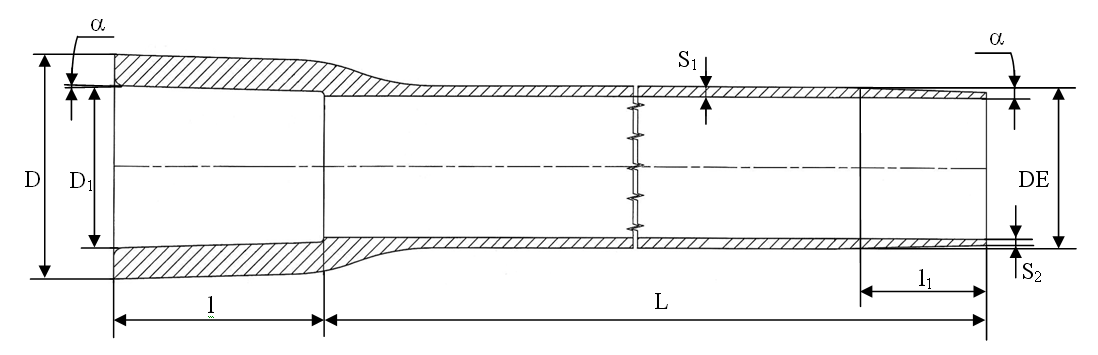 α
S₁
α
D
D₁
DE
S₂
l
L
l₁